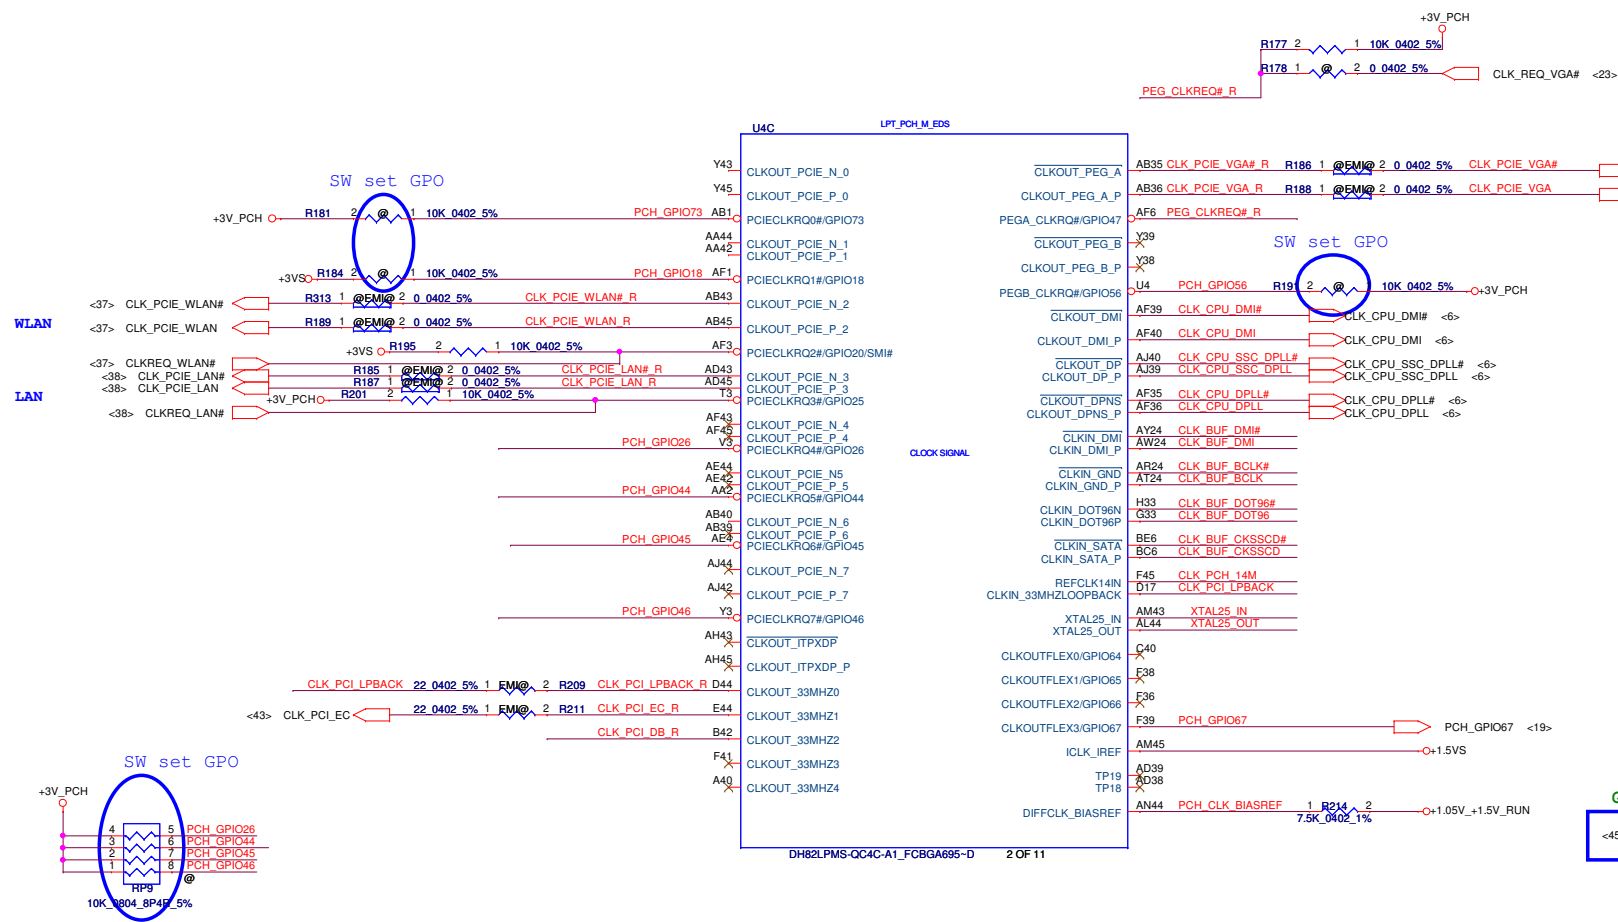 +3V_PCH
R177 2 1 10K_0402_5%
R178 1 @ 2 0_0402_5% CLK_REQ_VGA# <23>
PEG_CLKREQ#_R
U4C LPT_PCH_M_EDS
SW set GPO
+3V_PCH R181 2 @ 1 10K_0402_5% PCH_GPIO73 AB1
+3VS R184 2 @ 1 10K_0402_5% PCH_GPIO18 AF1
<37> CLK_PCIE_WLAN# R313 1 @EMI@ 2 0_0402_5% CLK_PCIE_WLAN#_R AB43
WLAN
<37> CLK_PCIE_WLAN R189 1 @EMI@ 2 0_0402_5% CLK_PCIE_WLAN_R AB45
+3VS R195 2 1 10K_0402_5% AF3
<37> CLKREQ_WLAN#
<38> CLK_PCIE_LAN# R185 1 @EMI@ 2 0_0402_5% CLK_PCIE_LAN#_R AD43
<38> CLK_PCIE_LAN R187 1 @EMI@ 2 0_0402_5% CLK_PCIE_LAN_R AD45
LAN
+3V_PCH R201 2 1 10K_0402_5% T3
<38> CLKREQ_LAN#
Y43 CLKOUT_PCIE_N_0
Y45 CLKOUT_PCIE_P_0
PCIECLKRQ0#/GPIO73
AA44 CLKOUT_PCIE_N_1
AA42 CLKOUT_PCIE_P_1
PCIECLKRQ1#/GPIO18
CLKOUT_PCIE_N_2
CLKOUT_PCIE_P_2
PCIECLKRQ2#/GPIO20/SMI#
CLKOUT_PCIE_N_3
CLKOUT_PCIE_P_3
PCIECLKRQ3#/GPIO25
AF43 CLKOUT_PCIE_N_4
AF45 CLKOUT_PCIE_P_4
PCH_GPIO26 V3 PCIECLKRQ4#/GPIO26
AE44 CLKOUT_PCIE_N5
AE42 CLKOUT_PCIE_P_5
PCH_GPIO44 AA2 PCIECLKRQ5#/GPIO44
AB40 CLKOUT_PCIE_N_6
AB39 CLKOUT_PCIE_P_6
PCH_GPIO45 AE4 PCIECLKRQ6#/GPIO45
AJ44 CLKOUT_PCIE_N_7
AJ42 CLKOUT_PCIE_P_7
PCH_GPIO46 Y3 PCIECLKRQ7#/GPIO46
AH43 CLKOUT_ITPXDP
AH45 CLKOUT_ITPXDP_P
CLK_PCI_LPBACK 22_0402_5% 1 EMI@ 2 R209 CLK_PCI_LPBACK_R D44 CLKOUT_33MHZ0
<43> CLK_PCI_EC 22_0402_5% 1 EMI@ 2 R211 CLK_PCI_EC_R E44 CLKOUT_33MHZ1
CLK_PCI_DB_R B42 CLKOUT_33MHZ2
F41 CLKOUT_33MHZ3
A40 CLKOUT_33MHZ4
CLOCK SIGNAL
CLKOUT_PEG_A AB35 CLK_PCIE_VGA#_R R186 1 @EMI@ 2 0_0402_5% CLK_PCIE_VGA#
CLKOUT_PEG_A_P AB36 CLK_PCIE_VGA_R R188 1 @EMI@ 2 0_0402_5% CLK_PCIE_VGA
PEGA_CLKRQ#/GPIO47 AF6 PEG_CLKREQ#_R
CLKOUT_PEG_B Y39
SW set GPO
CLKOUT_PEG_B_P Y38
PEGB_CLKRQ#/GPIO56 U4 PCH_GPIO56 R191 2 @ 1 10K_0402_5% +3V_PCH
CLKOUT_DMI AF39 CLK_CPU_DMI# CLK_CPU_DMI# <6>
CLKOUT_DMI_P AF40 CLK_CPU_DMI CLK_CPU_DMI <6>
CLKOUT_DP AJ40 CLK_CPU_SSC_DPLL# CLK_CPU_SSC_DPLL# <6>
CLKOUT_DP_P AJ39 CLK_CPU_SSC_DPLL CLK_CPU_SSC_DPLL <6>
CLKOUT_DPNS AF35 CLK_CPU_DPLL# CLK_CPU_DPLL# <6>
CLKOUT_DPNS_P AF36 CLK_CPU_DPLL CLK_CPU_DPLL <6>
CLKIN_DMI AY24 CLK_BUF_DMI#
CLKIN_DMI_P AW24 CLK_BUF_DMI
CLKIN_GND AR24 CLK_BUF_BCLK#
CLKIN_GND_P AT24 CLK_BUF_BCLK
CLKIN_DOT96N H33 CLK_BUF_DOT96#
CLKIN_DOT96P G33 CLK_BUF_DOT96
CLKIN_SATA BE6 CLK_BUF_CKSSCD#
CLKIN_SATA_P BC6 CLK_BUF_CKSSCD
REFCLK14IN F45 CLK_PCH_14M
CLKIN_33MHZLOOPBACK D17 CLK_PCI_LPBACK
XTAL25_IN AM43 XTAL25_IN
XTAL25_OUT AL44 XTAL25_OUT
CLKOUTFLEX0/GPIO64 C40
CLKOUTFLEX1/GPIO65 F38
CLKOUTFLEX2/GPIO66 F36
CLKOUTFLEX3/GPIO67 F39 PCH_GPIO67 PCH_GPIO67 <19>
ICLK_IREF AM45 +1.5VS
TP19 AD39
TP18 AD38
DIFFCLK_BIASREF AN44 PCH_CLK_BIASREF 1 R214 2 +1.05V_+1.5V_RUN
7.5K_0402_1%
DH82LPMS-QC4C-A1_FCBGA695~D 2 OF 11
SW set GPO
+3V_PCH
4 5 PCH_GPIO26
3 6 PCH_GPIO44
2 7 PCH_GPIO45
1 8 PCH_GPIO46
RP9 @
10K_0804_8P4R_5%